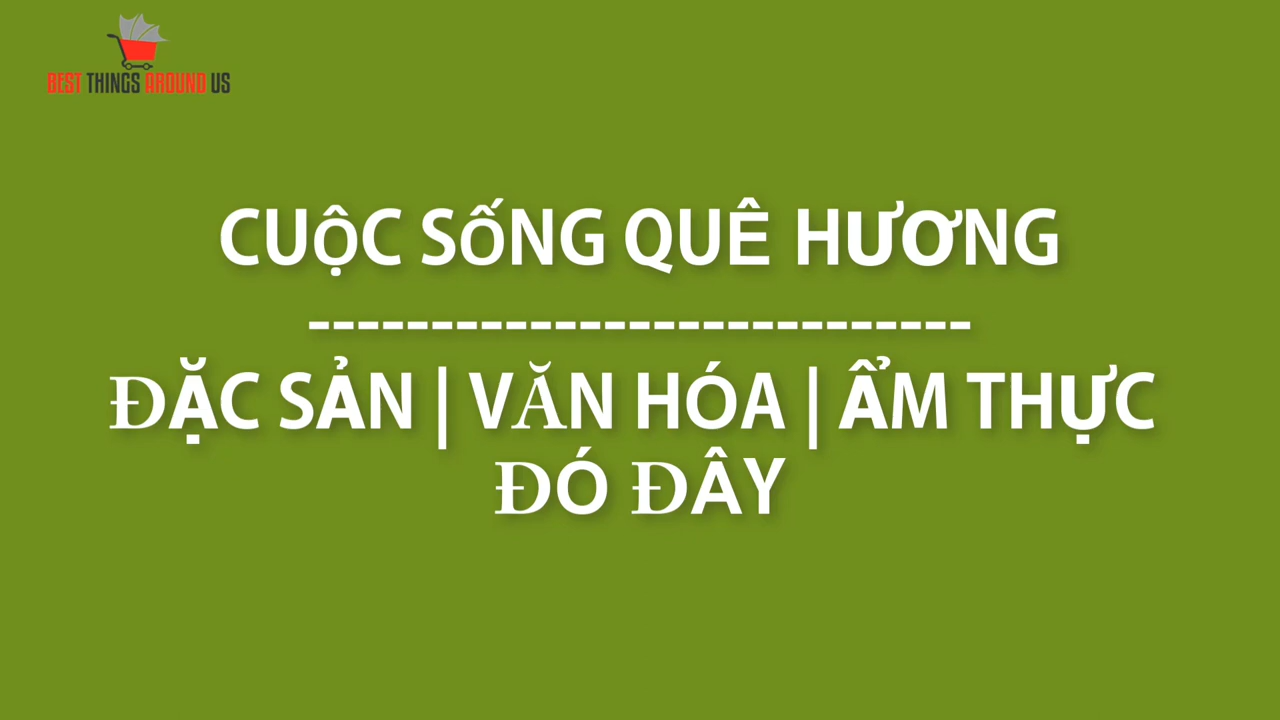 BEST THINGS AROUND US
CUỘC SỐNG QUÊ HƯƠNG
---------------------------
ĐẶC SẢN | VĂN HÓA | ẨM THỰC
ĐÓ ĐÂY